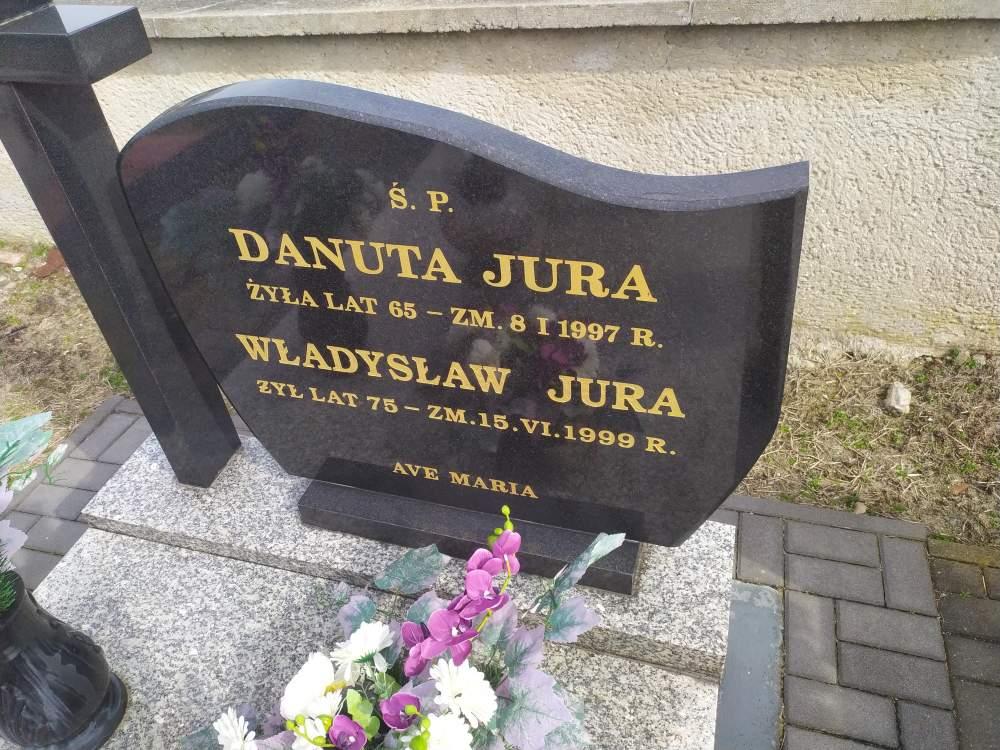 Ś. P.
DANUTA JURA
ŻYŁA LAT 65 – ZM. 8 I 1997 R.
WŁADYSŁAW JURA
ŻYŁ LAT 75 – ZM. 15. VI. 1999 R.
AVE MARIA